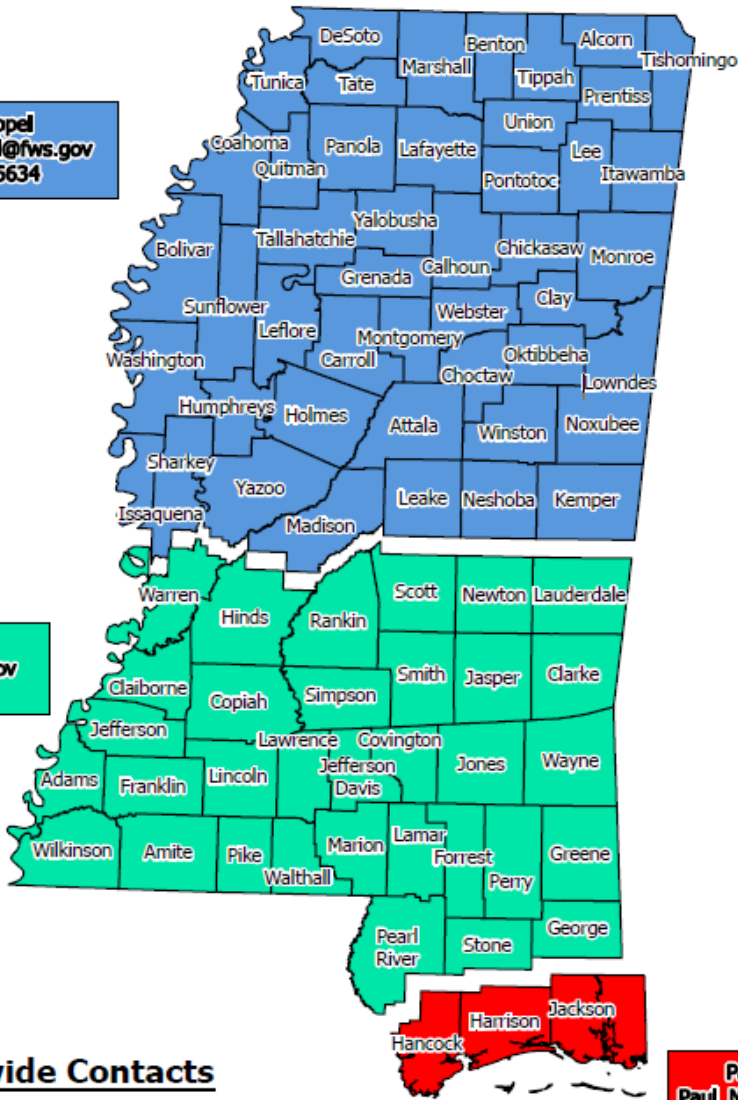 DeSoto
Benton
Alcorn
Tishomingo
Marshall
Tunica
Tate
Tippah
Prentiss
Union
Coahoma
Panola
Lafayette
Lee
Quitman
Pontotoc
Itawamba
@fws.gov
5634
Yalobusha
Bolivar
Tallahatchie
Chickasaw
Monroe
Grenada
Calhoun
Sunflower
Clay
Webster
Leflore
Montgomery
Washington
Carroll
Oktibbeha
Choctaw
Lowndes
Humphreys
Holmes
Attala
Winston
Noxubee
Sharkey
Yazoo
Leake
Neshoba
Kemper
Issaquena
Madison
Warren
Hinds
Rankin
Scott
Newton
Lauderdale
ov
Claiborne
Copiah
Simpson
Smith
Jasper
Clarke
Jefferson
Lawrence
Covington
Adams
Franklin
Lincoln
Jefferson
Davis
Jones
Wayne
Wilkinson
Amite
Pike
Walthall
Marion
Lamar
Forrest
Perry
Greene
Pearl
River
Stone
George
Hancock
Harrison
Jackson
wide Contacts